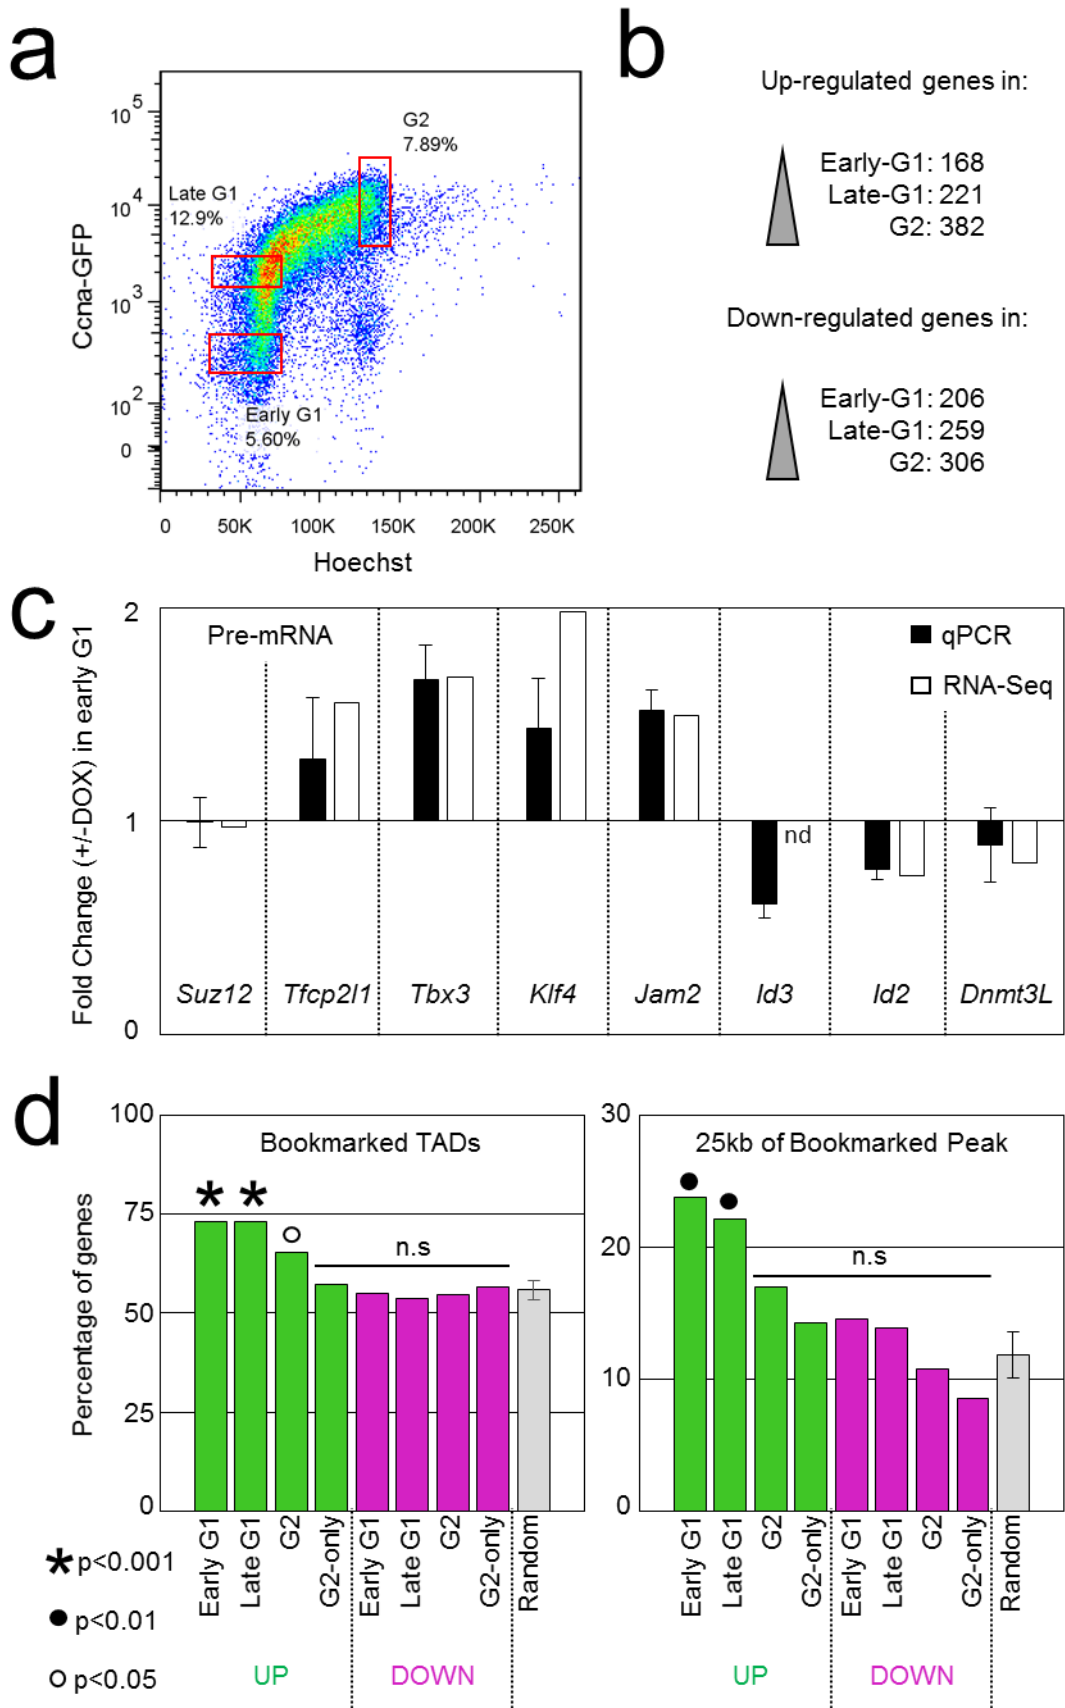 a
10^5
10^4
10^3
10^2
0
Ccna-GFP
G2
7.89%
Late G1
12.9%
Early G1
5.60%
0
50K
100K
150K
200K
250K
Hoechst
b
Up-regulated genes in:
Early-G1: 168
Late-G1: 221
G2: 382
Down-regulated genes in:
Early-G1: 206
Late-G1: 259
G2: 306
c
Fold Change (+/-DOX) in early G1
2
1
0
Pre-mRNA
qPCR
RNA-Seq
nd
Suz12
Tfcp2l1
Tbx3
Klf4
Jam2
Id3
Id2
Dnmt3L
d
Percentage of genes
100
75
50
25
0
Bookmarked TADs
* *
n.s
Early G1
Late G1
G2
G2-only
Early G1
Late G1
G2
G2-only
Random
UP
DOWN
30
20
10
0
25kb of Bookmarked Peak
n.s
Early G1
Late G1
G2
G2-only
Early G1
Late G1
G2
G2-only
Random
UP
DOWN
* p<0.001
● p<0.01
○ p<0.05